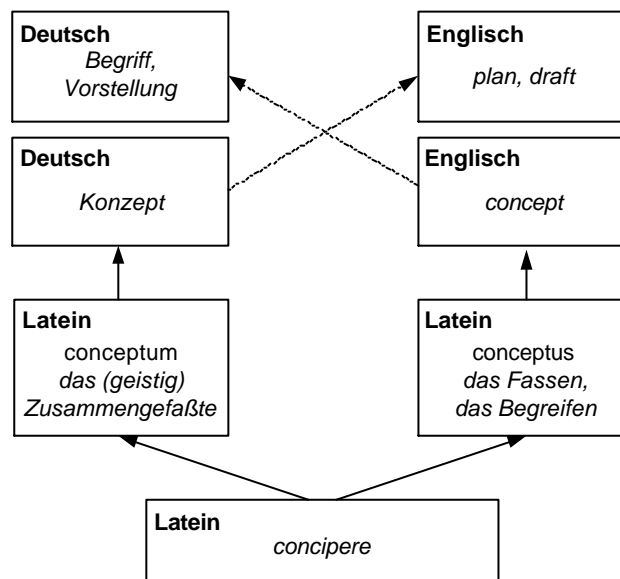 Deutsch
Begriff,
Vorstellung
Englisch
plan, draft
Deutsch
Konzept
Englisch
concept
Latein
conceptum
das (geistig)
Zusammengefaßte
Latein
conceptus
das Fassen,
das Begreifen
Latein
concipere